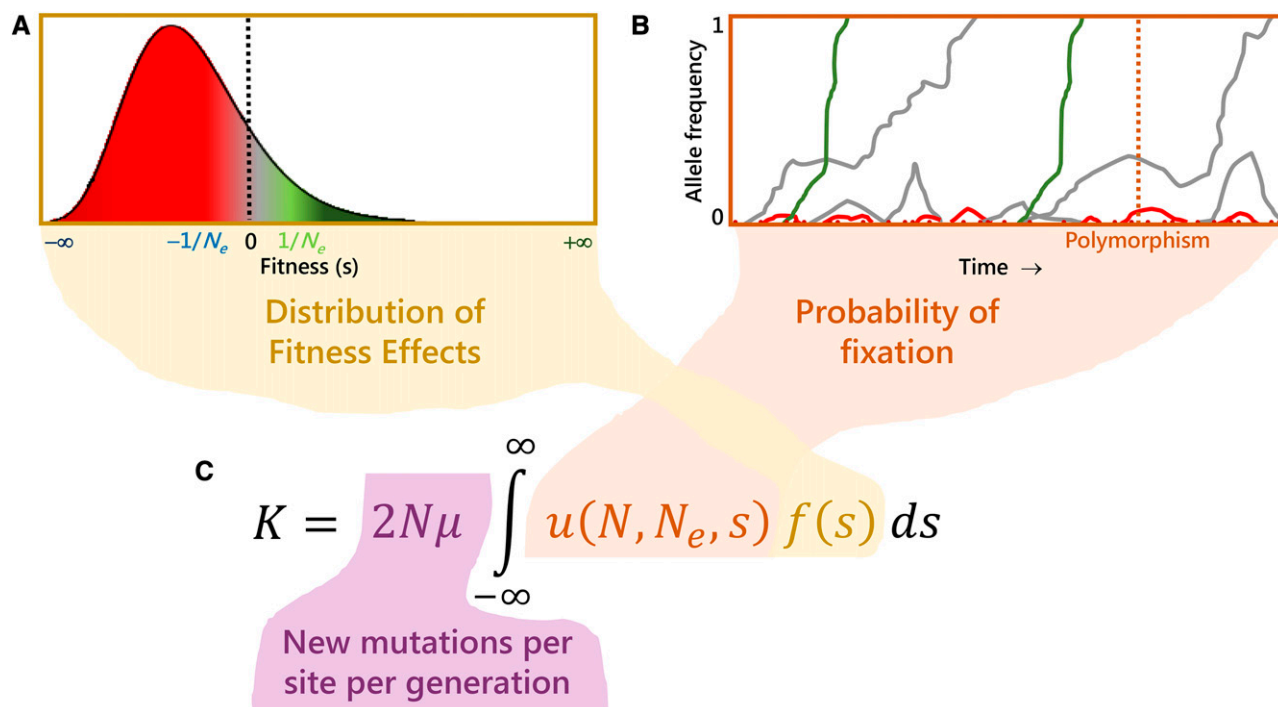 A
−∞
−1/Nₑ
0
1/Nₑ
+∞
Fitness (s)
B
Allele frequency
1
0
Polymorphism
Time →
Distribution of
Fitness Effects
Probability of
fixation
C
K = 2Nμ ∫₋∞^∞ u(N, Nₑ, s) f(s) ds
New mutations per
site per generation